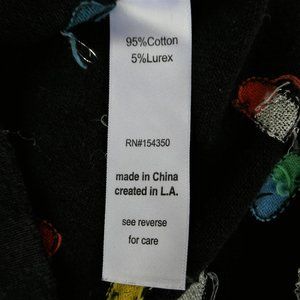 95%Cotton
5%Lurex
RN#154350
made in China
created in L.A.
see reverse
for care